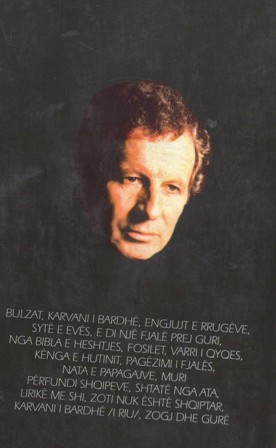 BULZAT, KARVANI I BARDHË, ENGJUJT E RRUGËVE,
SYTË E EVËS, E DI NJË FJALË PREJ GURI,
NGA BIBLA E HESHTJES, FOSILET, VARRI I QYQES,
KËNGA E HUTINIT, PAGËZIMI I FJALËS,
NATA E PAPAGAJVE, MURI
PËRFUNDI SHQIPEVE, SHTATË NGA ATA,
LIRIKË ME SHI, ZOTI NUK ËSHTË SHQIPTAR,
KARVANI I BARDHË /I RIU/, ZOGJ DHE GURË